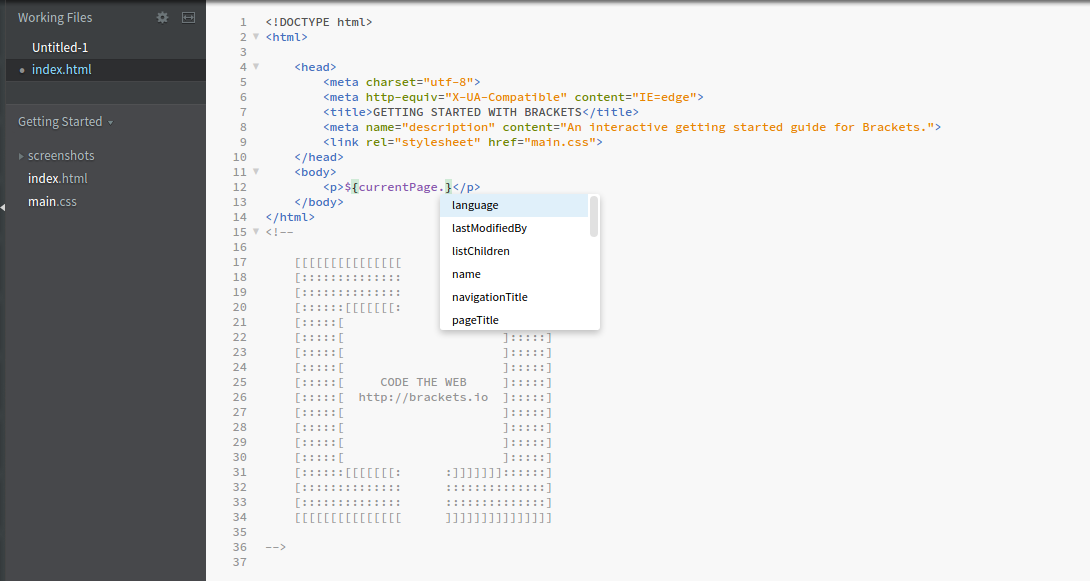 Working Files
Untitled-1
index.html
Getting Started
screenshots
index.html
main.css
1 <!DOCTYPE html>
2 <html>
3
4 <head>
5 <meta charset="utf-8">
6 <meta http-equiv="X-UA-Compatible" content="IE=edge">
7 <title>GETTING STARTED WITH BRACKETS</title>
8 <meta name="description" content="An interactive getting started guide for Brackets.">
9 <link rel="stylesheet" href="main.css">
10 </head>
11 <body>
12 <p>${currentPage.}</p>
13 </body>
14 </html>
15 <!--
16
17 [[[[[[[[[[[[[[[
18 [::::::::::::::
19 [::::::::::::::
20 [::::::[[[[[[[:
21 [:::::[
22 [:::::[ ]:::::]
23 [:::::[ ]:::::]
24 [:::::[ ]:::::]
25 [:::::[ CODE THE WEB ]:::::]
26 [:::::[ http://brackets.io ]:::::]
27 [:::::[ ]:::::]
28 [:::::[ ]:::::]
29 [:::::[ ]:::::]
30 [:::::[ ]:::::]
31 [::::::[[[[[[[: :]]]]]]]::::::]
32 [:::::::::::::: ::::::::::::::]
33 [:::::::::::::: ::::::::::::::]
34 [[[[[[[[[[[[[[[ ]]]]]]]]]]]]]]]
35
36 -->
37
language
lastModifiedBy
listChildren
name
navigationTitle
pageTitle